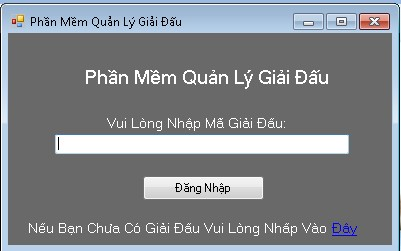 Phần Mềm Quản Lý Giải Đấu
Phần Mềm Quản Lý Giải Đấu
Vui Lòng Nhập Mã Giải Đấu:
Đăng Nhập
Nếu Bạn Chưa Có Giải Đấu Vui Lòng Nhấp Vào Đây